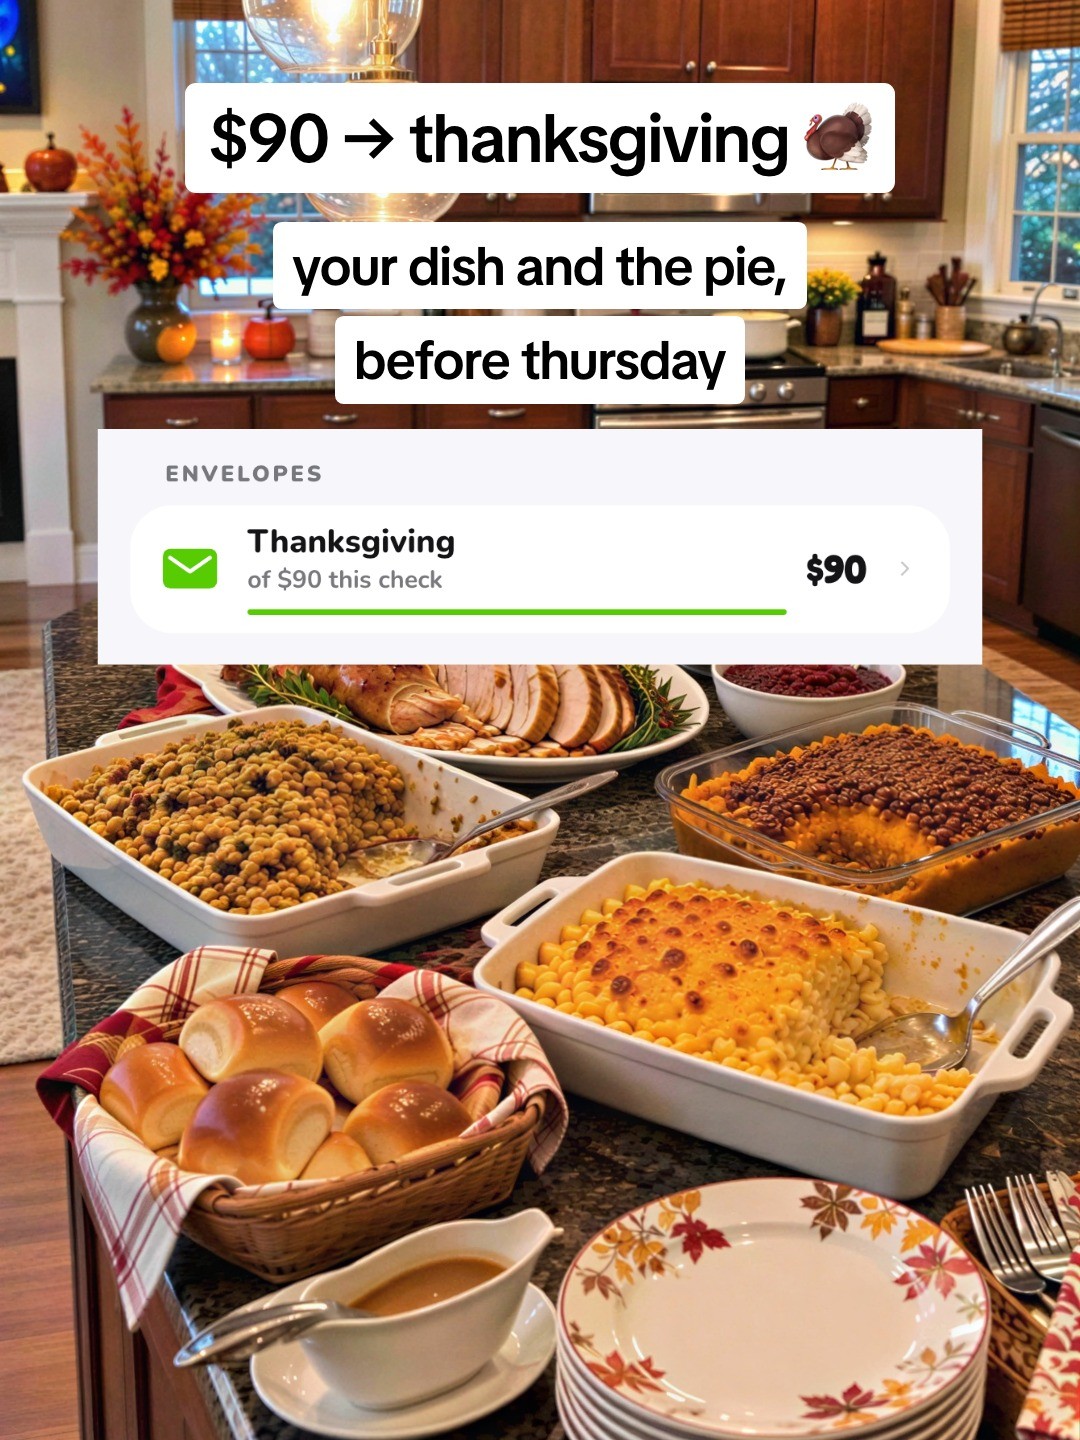 $90 → thanksgiving 🦃
your dish and the pie,
before thursday
ENVELOPES
Thanksgiving
of $90 this check
$90